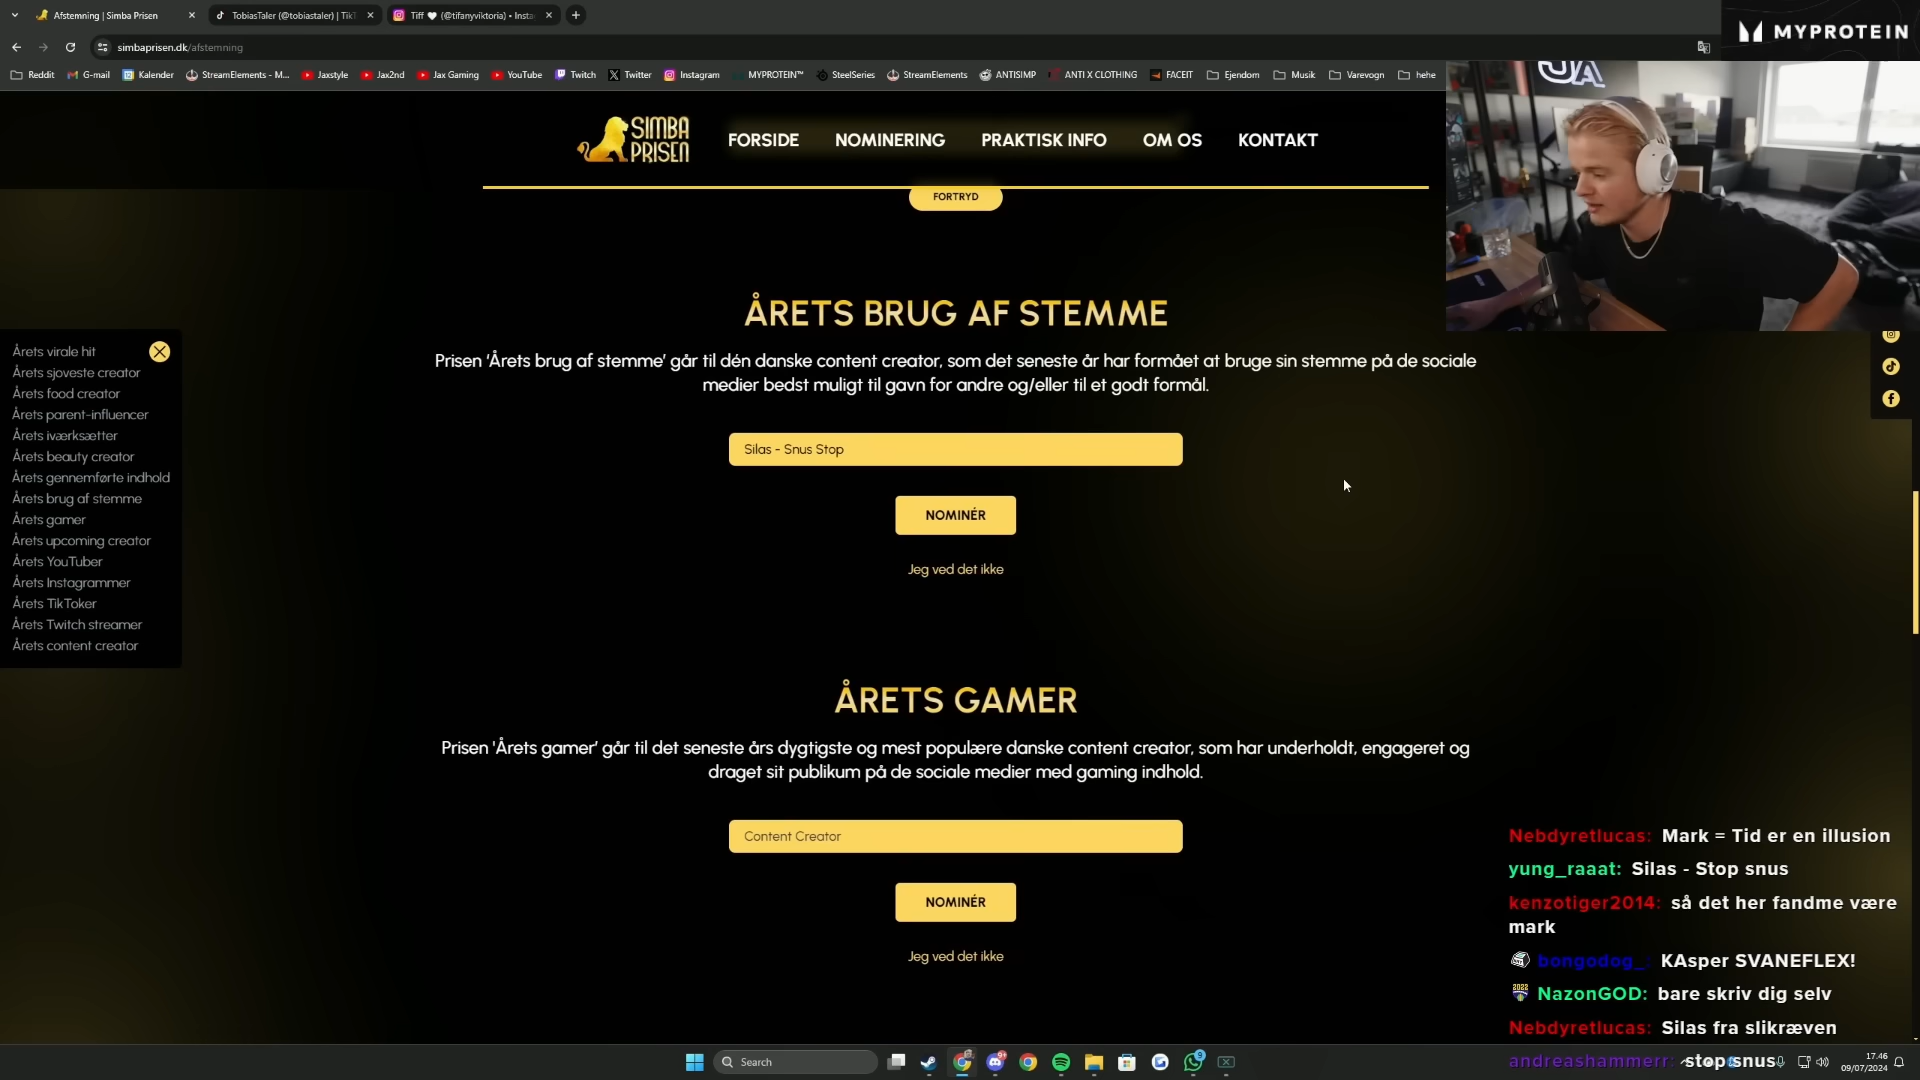 Afstemning | Simba Prisen
TobiasTaler (@tobiastaler) | TikT
Tiff 🤍 (@tifanyviktoria) • Insta
simbaprisen.dk/afstemning
Reddit
G-mail
Kalender
StreamElements - M...
Jaxstyle
Jax2nd
Jax Gaming
YouTube
Twitch
Twitter
Instagram
MYPROTEIN™
SteelSeries
StreamElements
ANTISIMP
ANTI X CLOTHING
FACEIT
Ejendom
Musik
Varevogn
hehe
MYPROTEIN
SIMBA
PRISEN
FORSIDE
NOMINERING
PRAKTISK INFO
OM OS
KONTAKT
FORTRYD
ÅRETS BRUG AF STEMME
Prisen ‘Årets brug af stemme’ går til dén danske content creator, som det seneste år har formået at bruge sin stemme på de sociale
medier bedst muligt til gavn for andre og/eller til et godt formål.
Silas - Snus Stop
NOMINÉR
Jeg ved det ikke
Årets virale hit
Årets sjoveste creator
Årets food creator
Årets parent-influencer
Årets iværksætter
Årets beauty creator
Årets gennemførte indhold
Årets brug af stemme
Årets gamer
Årets upcoming creator
Årets YouTuber
Årets Instagrammer
Årets TikToker
Årets Twitch streamer
Årets content creator
ÅRETS GAMER
Prisen 'Årets gamer’ går til det seneste års dygtigste og mest populære danske content creator, som har underholdt, engageret og
draget sit publikum på de sociale medier med gaming indhold.
Content Creator
NOMINÉR
Jeg ved det ikke
Nebdyretlucas: Mark = Tid er en illusion
yung_raaat: Silas - Stop snus
kenzotiger2014: så det her fandme være
mark
bongodog_: KAsper SVANEFLEX!
NazonGOD: bare skriv dig selv
Nebdyretlucas: Silas fra slikræven
andreashammerr: stop snus
Search
17.46
09/07/2024